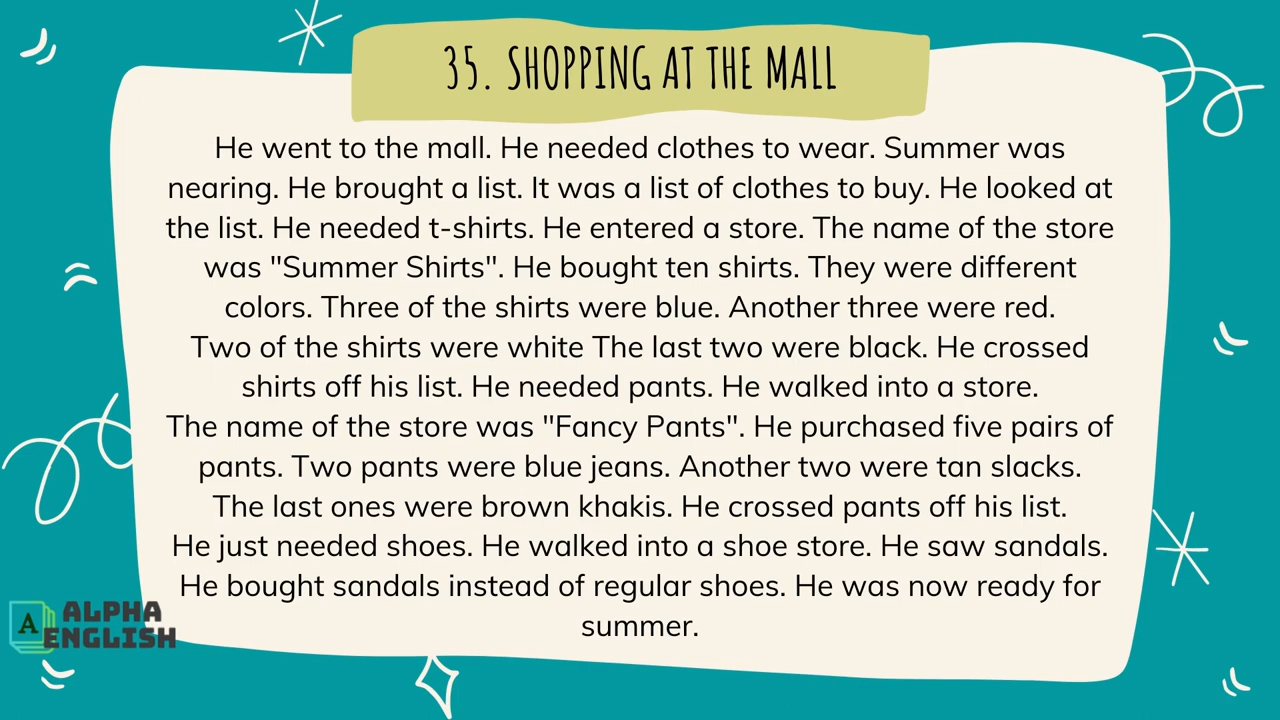 35. SHOPPING AT THE MALL
He went to the mall. He needed clothes to wear. Summer was
nearing. He brought a list. It was a list of clothes to buy. He looked at
the list. He needed t-shirts. He entered a store. The name of the store
was "Summer Shirts". He bought ten shirts. They were different
colors. Three of the shirts were blue. Another three were red.
Two of the shirts were white The last two were black. He crossed
shirts off his list. He needed pants. He walked into a store.
The name of the store was "Fancy Pants". He purchased five pairs of
pants. Two pants were blue jeans. Another two were tan slacks.
The last ones were brown khakis. He crossed pants off his list.
He just needed shoes. He walked into a shoe store. He saw sandals.
He bought sandals instead of regular shoes. He was now ready for
summer.
A
ALPHA
ENGLISH